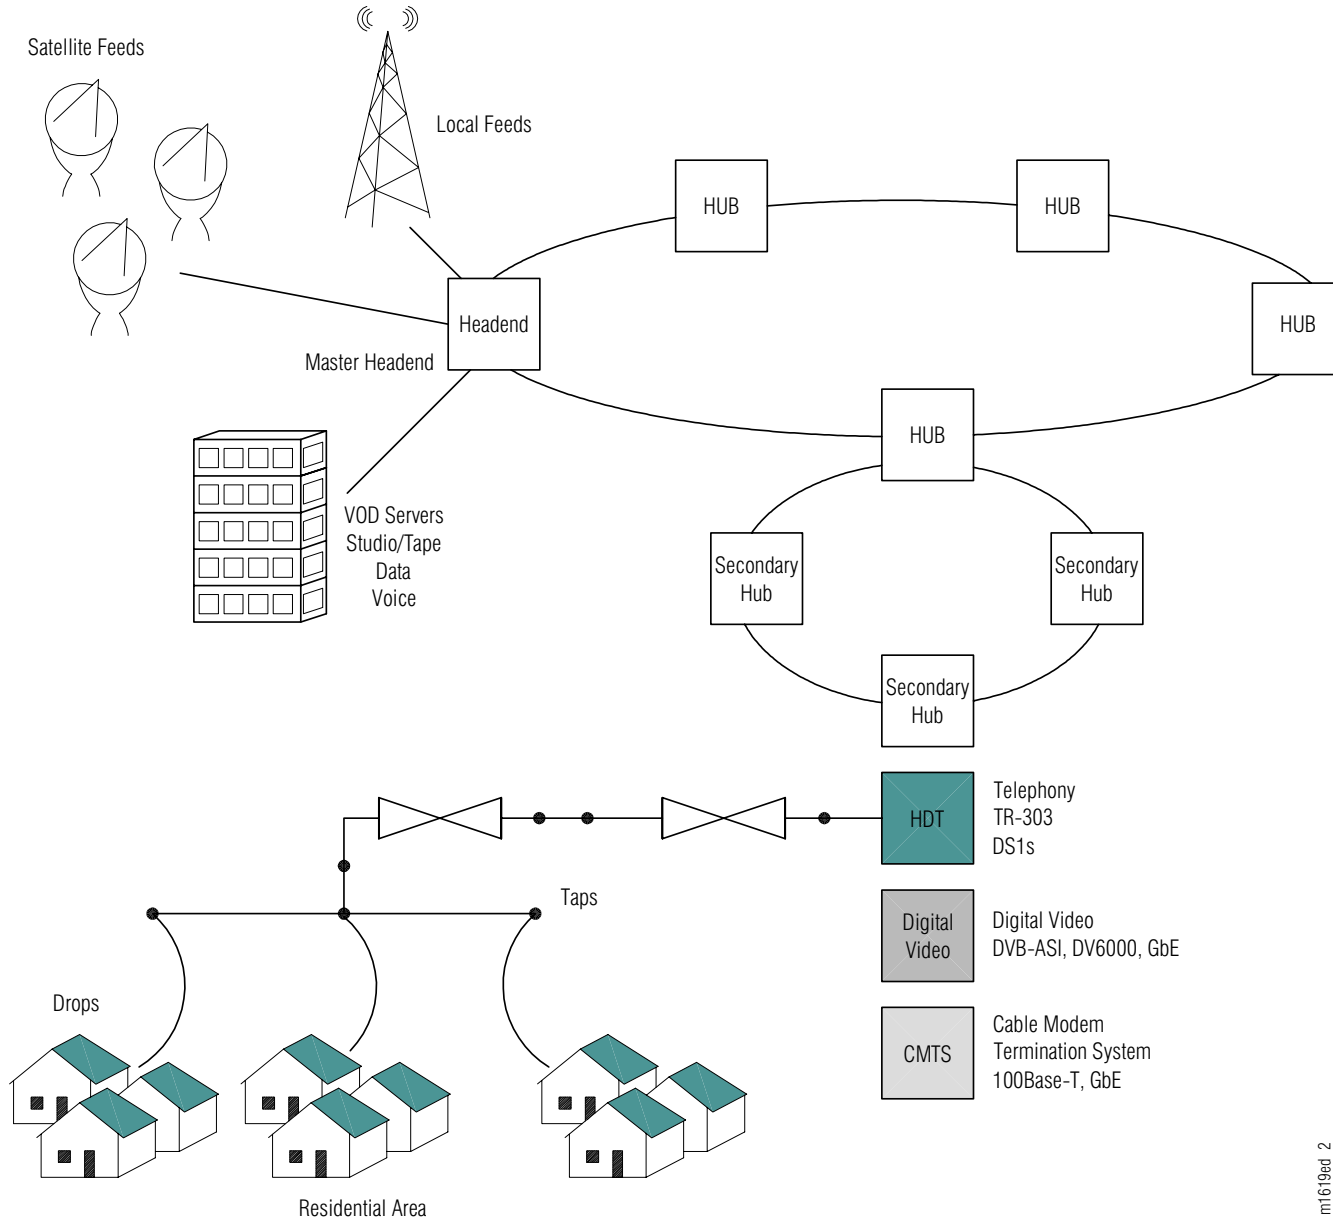 Satellite Feeds
Local Feeds
HUB
HUB
HUB
Headend
Master Headend
HUB
VOD Servers
Studio/Tape
Data
Voice
Secondary
Hub
Secondary
Hub
Secondary
Hub
HDT
Telephony
TR-303
DS1s
Taps
Digital
Video
Digital Video
DVB-ASI, DV6000, GbE
Drops
CMTS
Cable Modem
Termination System
100Base-T, GbE
Residential Area
m1619ed_2